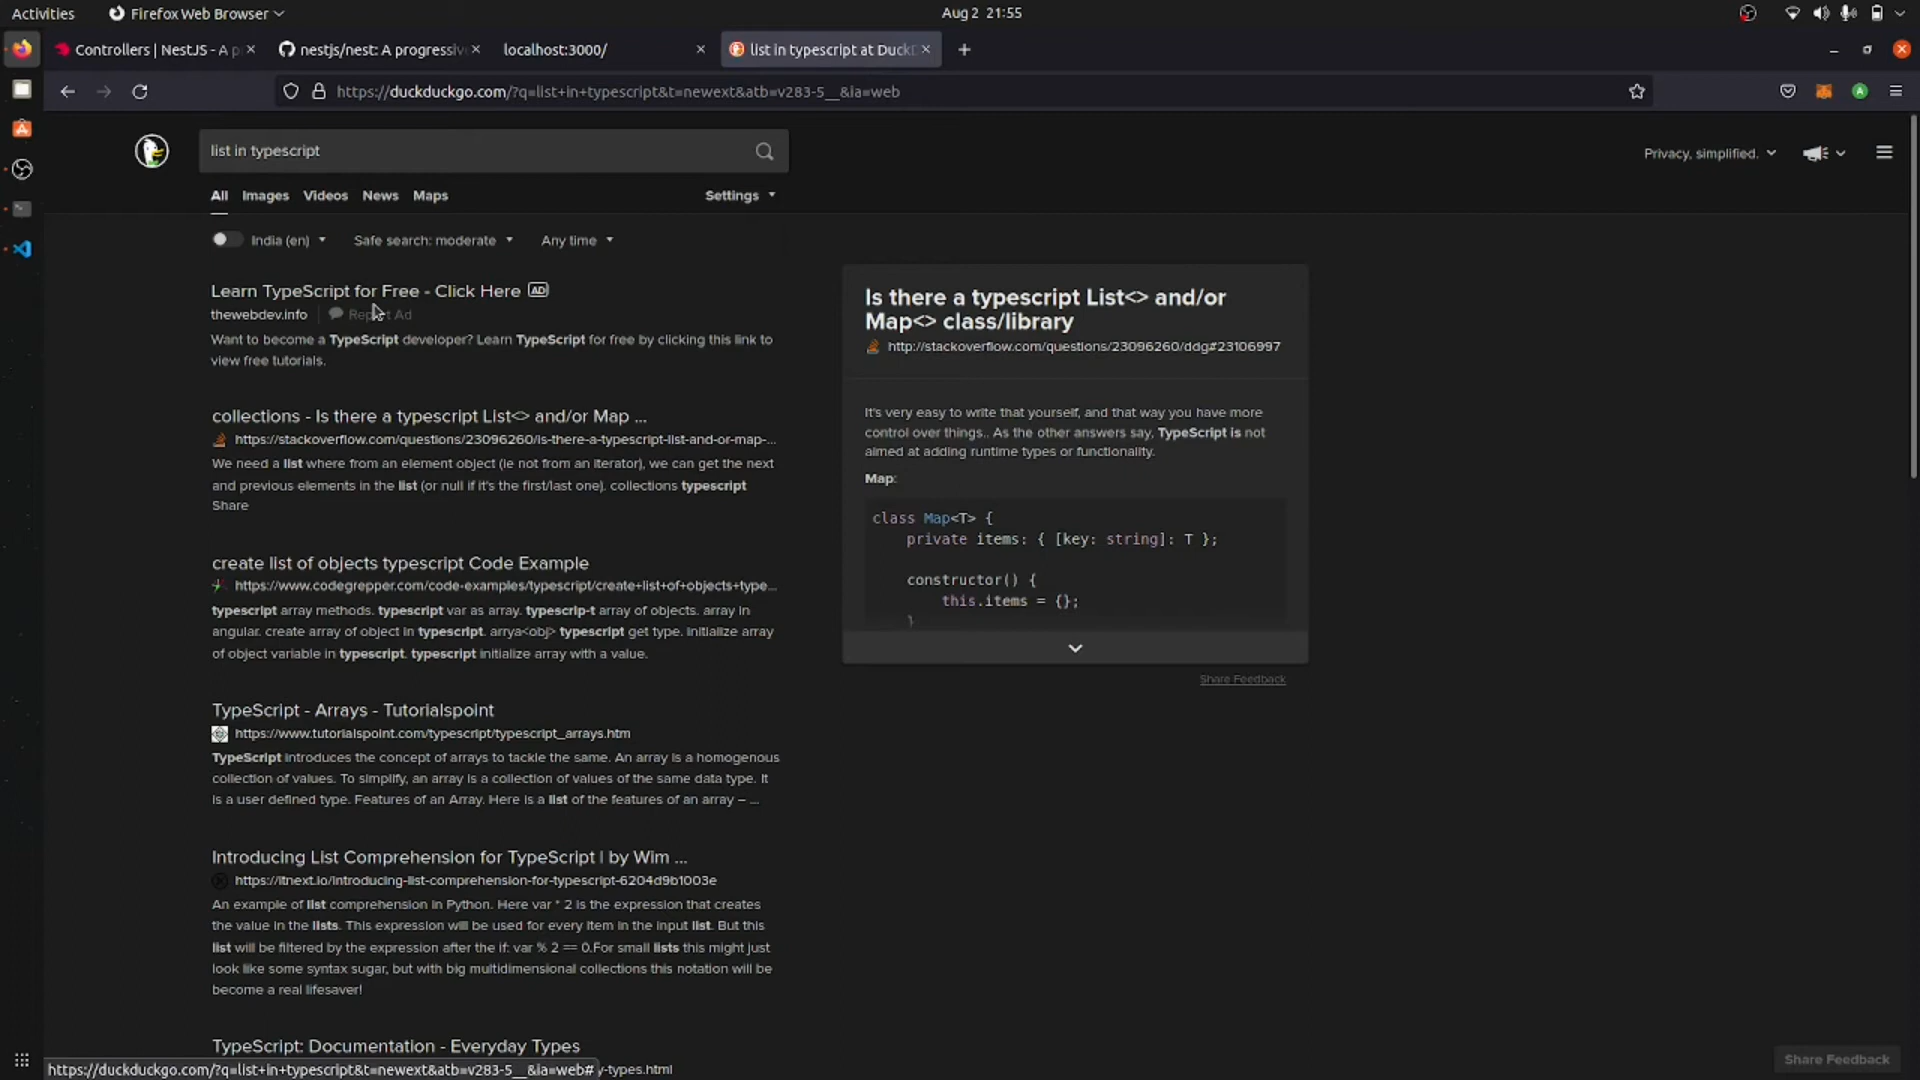 Activities
Firefox Web Browser
Aug 2 21:55
Controllers | NestJS - A p
nestjs/nest: A progressiv
localhost:3000/
list in typescript at Duck
https://duckduckgo.com/?q=list+in+typescript&t=newext&atb=v283-5__&ia=web
list in typescript
Privacy, simplified.
All Images Videos News Maps
Settings
India (en)
Safe search: moderate
Any time
Learn TypeScript for Free - Click Here AD
thewebdev.info
Report Ad
Want to become a TypeScript developer? Learn TypeScript for free by clicking this link to
view free tutorials.
collections - Is there a typescript List<> and/or Map ...
https://stackoverflow.com/questions/23096260/is-there-a-typescript-list-and-or-map-...
We need a list where from an element object (ie not from an iterator), we can get the next
and previous elements in the list (or null if it's the first/last one). collections typescript
Share
create list of objects typescript Code Example
https://www.codegrepper.com/code-examples/typescript/create+list+of+objects+type...
typescript array methods. typescript var as array. typescrip-t array of objects. array in
angular. create array of object in typescript. arrya<obj> typescript get type. initialize array
of object variable in typescript. typescript initialize array with a value.
TypeScript - Arrays - Tutorialspoint
https://www.tutorialspoint.com/typescript/typescript_arrays.htm
TypeScript introduces the concept of arrays to tackle the same. An array is a homogenous
collection of values. To simplify, an array is a collection of values of the same data type. It
is a user defined type. Features of an Array. Here is a list of the features of an array – ...
Introducing List Comprehension for TypeScript | by Wim ...
https://itnext.io/introducing-list-comprehension-for-typescript-6204d9b1003e
An example of list comprehension in Python. Here var * 2 is the expression that creates
the value in the lists. This expression will be used for every item in the input list. But this
list will be filtered by the expression after the if: var % 2 == 0.For small lists this might just
look like some syntax sugar, but with big multidimensional collections this notation will be
become a real lifesaver!
TypeScript: Documentation - Everyday Types
https://duckduckgo.com/?q=list+in+typescript&t=newext&atb=v283-5__&ia=web#
y-types.html
Is there a typescript List<> and/or
Map<> class/library
http://stackoverflow.com/questions/23096260/ddg#23106997
It's very easy to write that yourself, and that way you have more
control over things.. As the other answers say, TypeScript is not
aimed at adding runtime types or functionality.
Map:
class Map<T> {
private items: { [key: string]: T };
constructor() {
this.items = {};
}
Share Feedback
Share Feedback